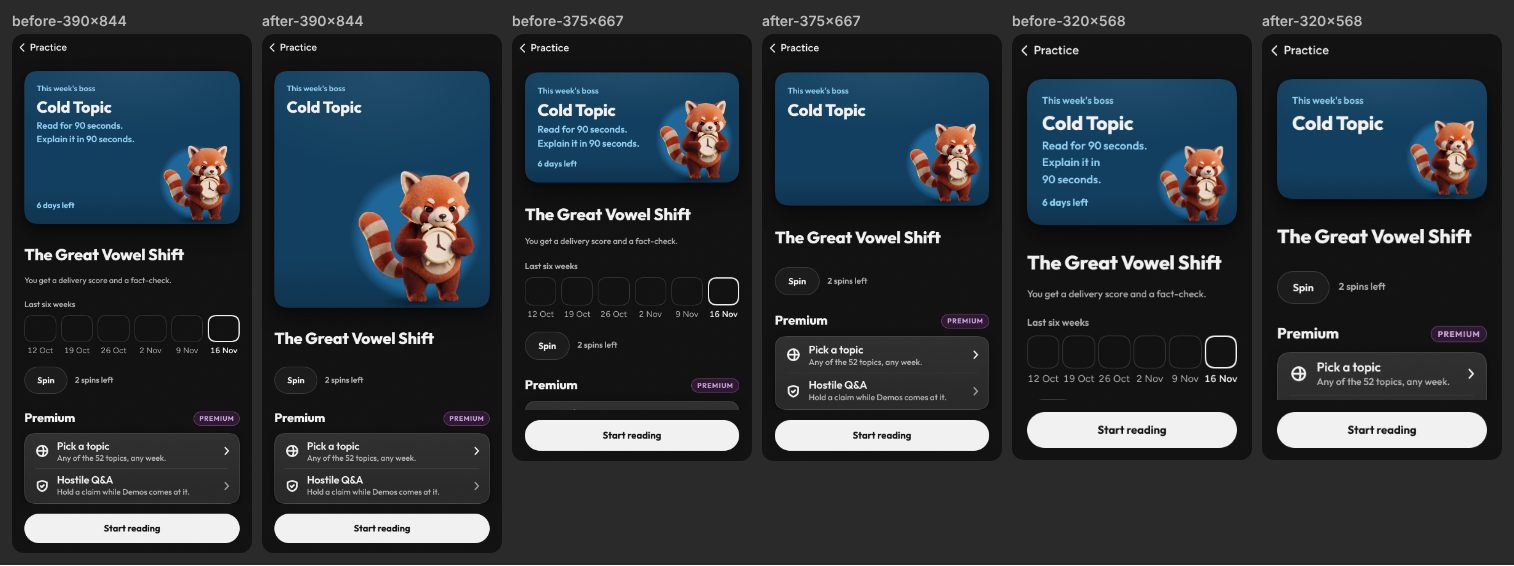 before-390×844
Practice
This week's boss
Cold Topic
Read for 90 seconds.
Explain it in 90 seconds.
6 days left
The Great Vowel Shift
You get a delivery score and a fact-check.
Last six weeks
12 Oct 19 Oct 26 Oct 2 Nov 9 Nov 16 Nov
Spin 2 spins left
Premium PREMIUM
Pick a topic
Any of the 52 topics, any week.
Hostile Q&A
Hold a claim while Demos comes at it.
Start reading
after-390×844
Practice
This week's boss
Cold Topic
The Great Vowel Shift
Spin 2 spins left
Premium PREMIUM
Pick a topic
Any of the 52 topics, any week.
Hostile Q&A
Hold a claim while Demos comes at it.
Start reading
before-375×667
Practice
This week's boss
Cold Topic
Read for 90 seconds.
Explain it in 90 seconds.
6 days left
The Great Vowel Shift
You get a delivery score and a fact-check.
Last six weeks
12 Oct 19 Oct 26 Oct 2 Nov 9 Nov 16 Nov
Spin 2 spins left
Premium PREMIUM
Start reading
after-375×667
Practice
This week's boss
Cold Topic
The Great Vowel Shift
Spin 2 spins left
Premium PREMIUM
Pick a topic
Any of the 52 topics, any week.
Hostile Q&A
Hold a claim while Demos comes at it.
Start reading
before-320×568
Practice
This week's boss
Cold Topic
Read for 90 seconds.
Explain it in
90 seconds.
6 days left
The Great Vowel Shift
You get a delivery score and a fact-check.
Last six weeks
12 Oct 19 Oct 26 Oct 2 Nov 9 Nov 16 Nov
Start reading
after-320×568
Practice
This week's boss
Cold Topic
The Great Vowel Shift
Spin 2 spins left
Premium PREMIUM
Pick a topic
Any of the 52 topics, any week.
Start reading